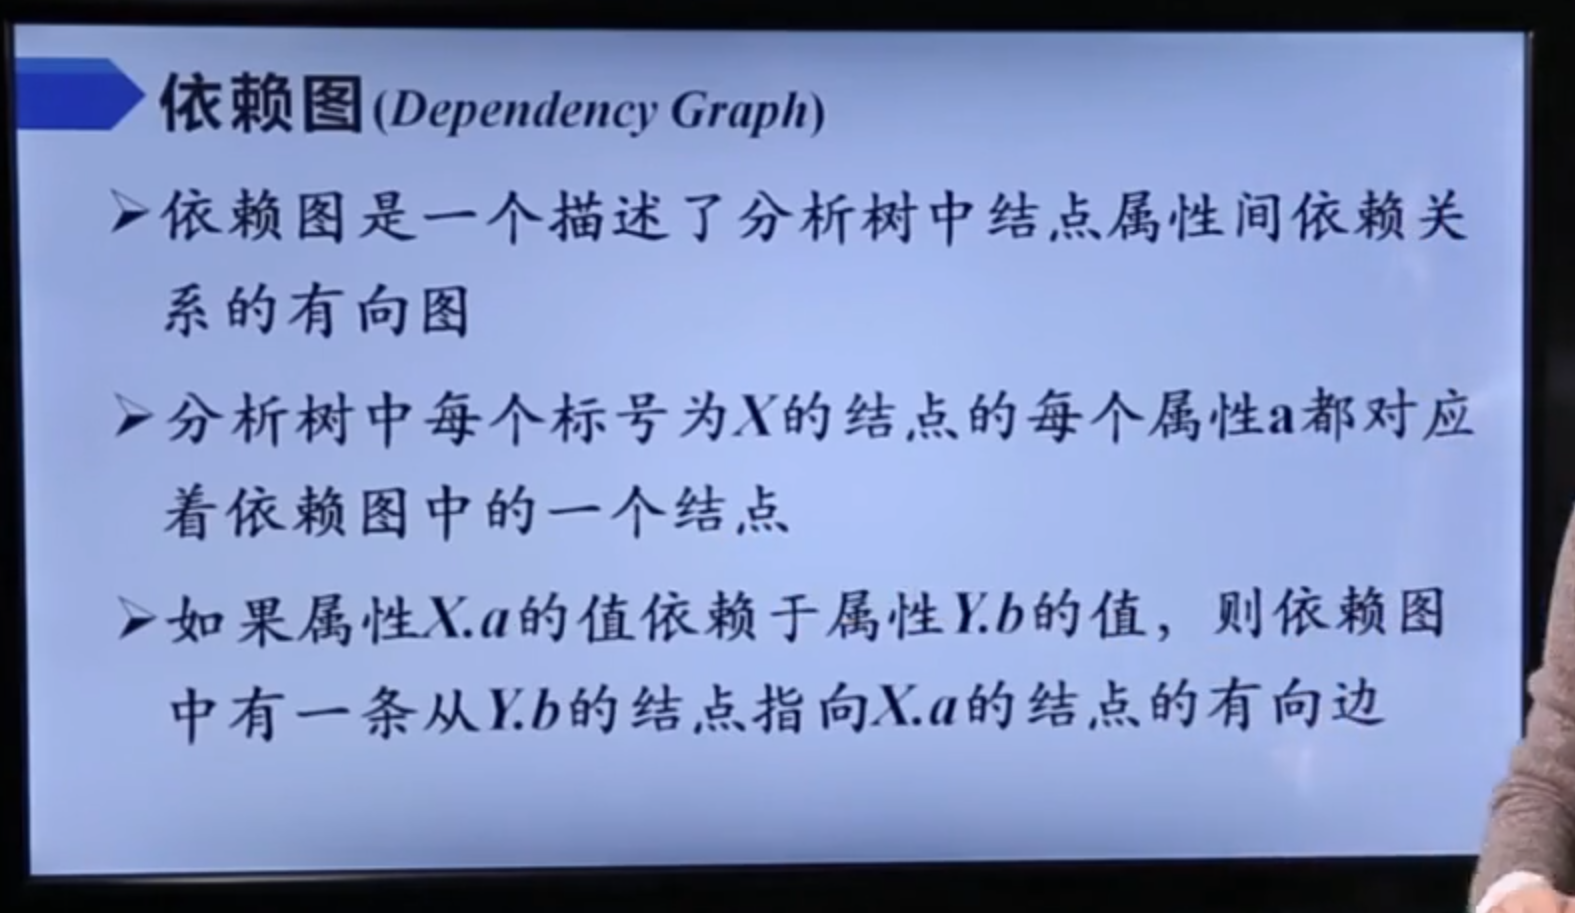 依赖图(Dependency Graph)
➢依赖图是一个描述了分析树中结点属性间依赖关
系的有向图
➢分析树中每个标号为X的结点的每个属性a都对应
着依赖图中的一个结点
➢如果属性X.a的值依赖于属性Y.b的值，则依赖图
中有一条从Y.b的结点指向X.a的结点的有向边